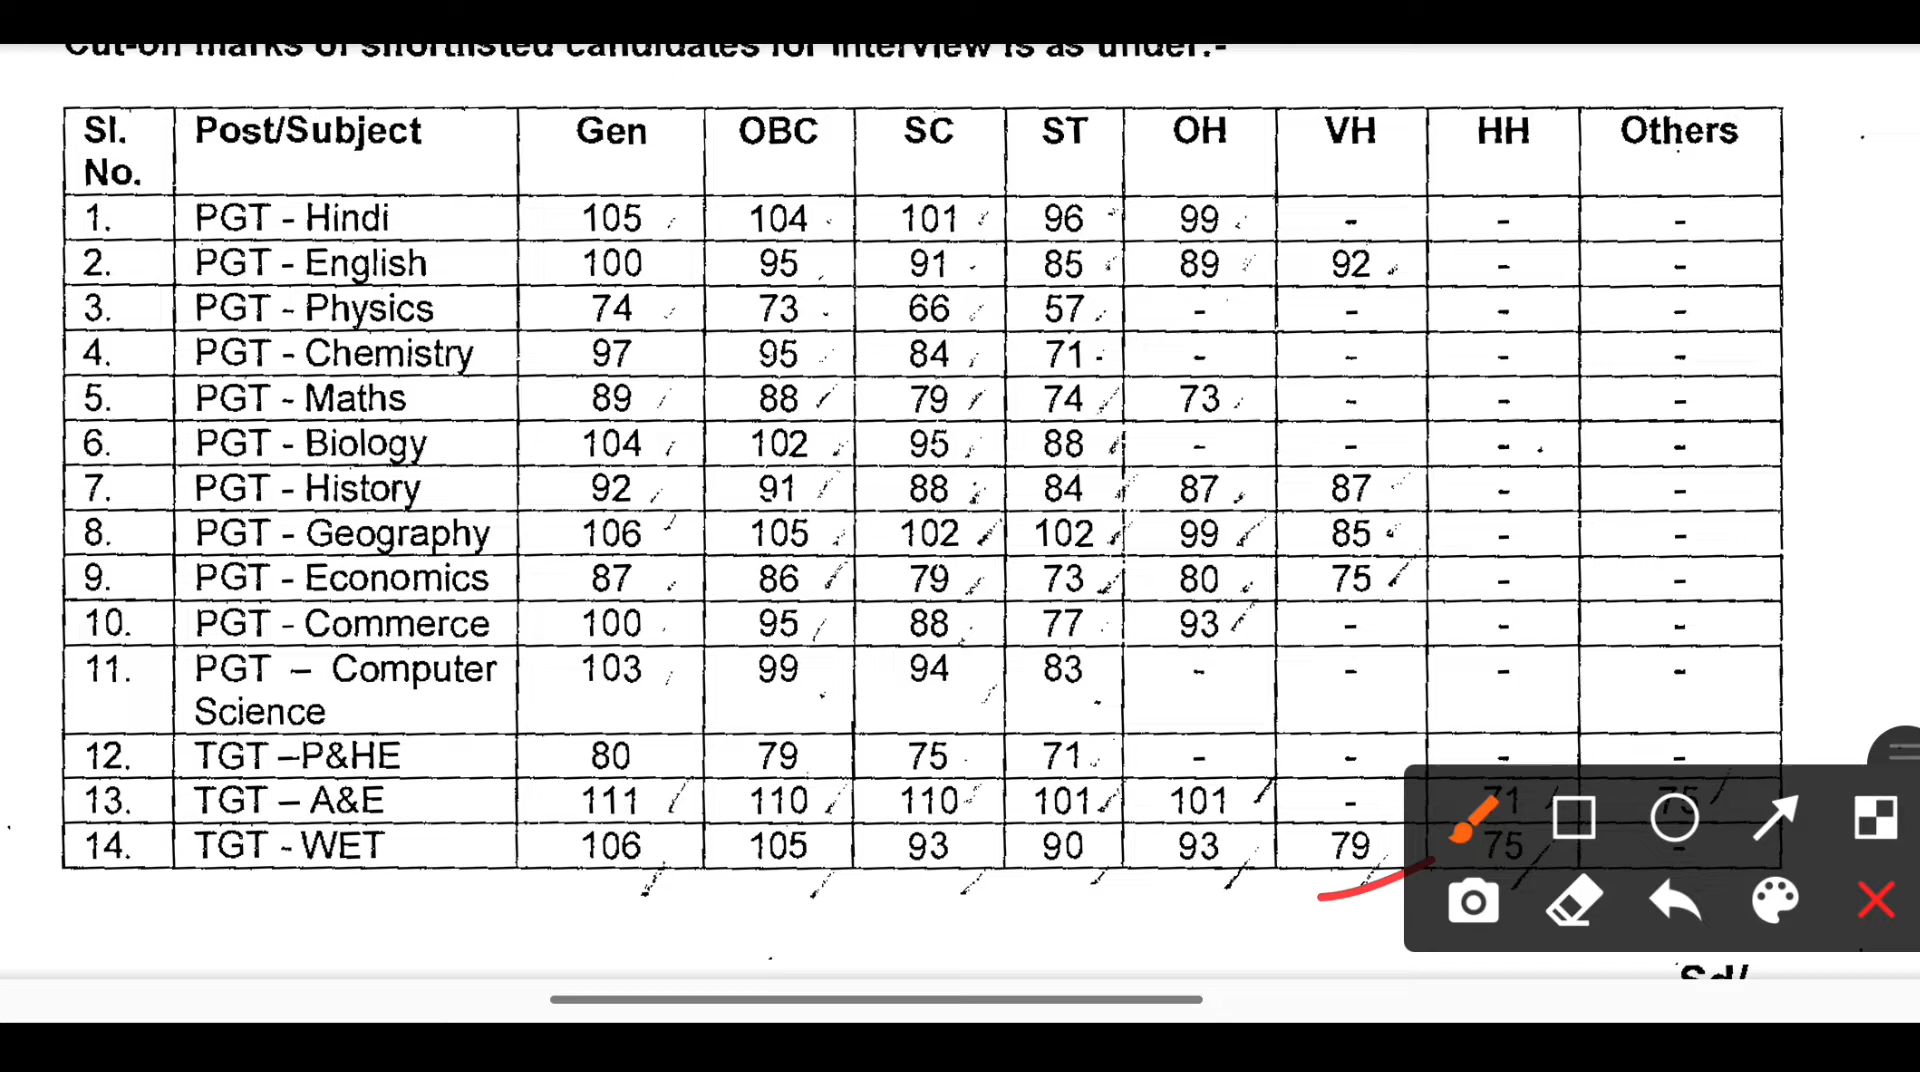 Cut-off marks of shortlisted candidates for interview is as under:-
Sl. No. Post/Subject Gen OBC SC ST OH VH HH Others
1. PGT - Hindi 105 104 101 96 99 - - -
2. PGT - English 100 95 91 85 89 92 - -
3. PGT - Physics 74 73 66 57 - - - -
4. PGT - Chemistry 97 95 84 71 - - - -
5. PGT - Maths 89 88 79 74 73 - - -
6. PGT - Biology 104 102 95 88 - - - -
7. PGT - History 92 91 88 84 87 87 - -
8. PGT - Geography 106 105 102 102 99 85 - -
9. PGT - Economics 87 86 79 73 80 75 - -
10. PGT - Commerce 100 95 88 77 93 - - -
11. PGT – Computer Science 103 99 94 83 - - - -
12. TGT –P&HE 80 79 75 71 - - - -
13. TGT – A&E 111 110 110 101 101 - 71 75
14. TGT - WET 106 105 93 90 93 79 75 -
Sd/